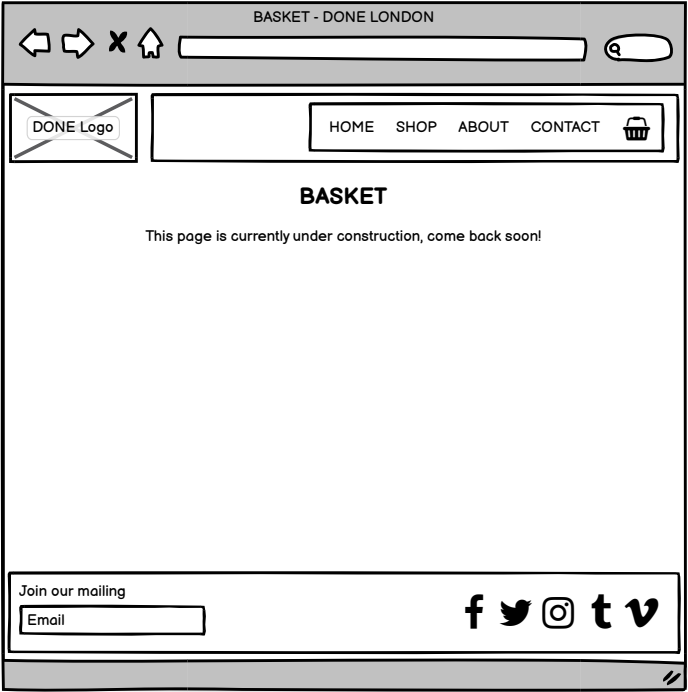 BASKET - DONE LONDON
DONE Logo
HOME SHOP ABOUT CONTACT
BASKET
This page is currently under construction, come back soon!
Join our mailing
Email